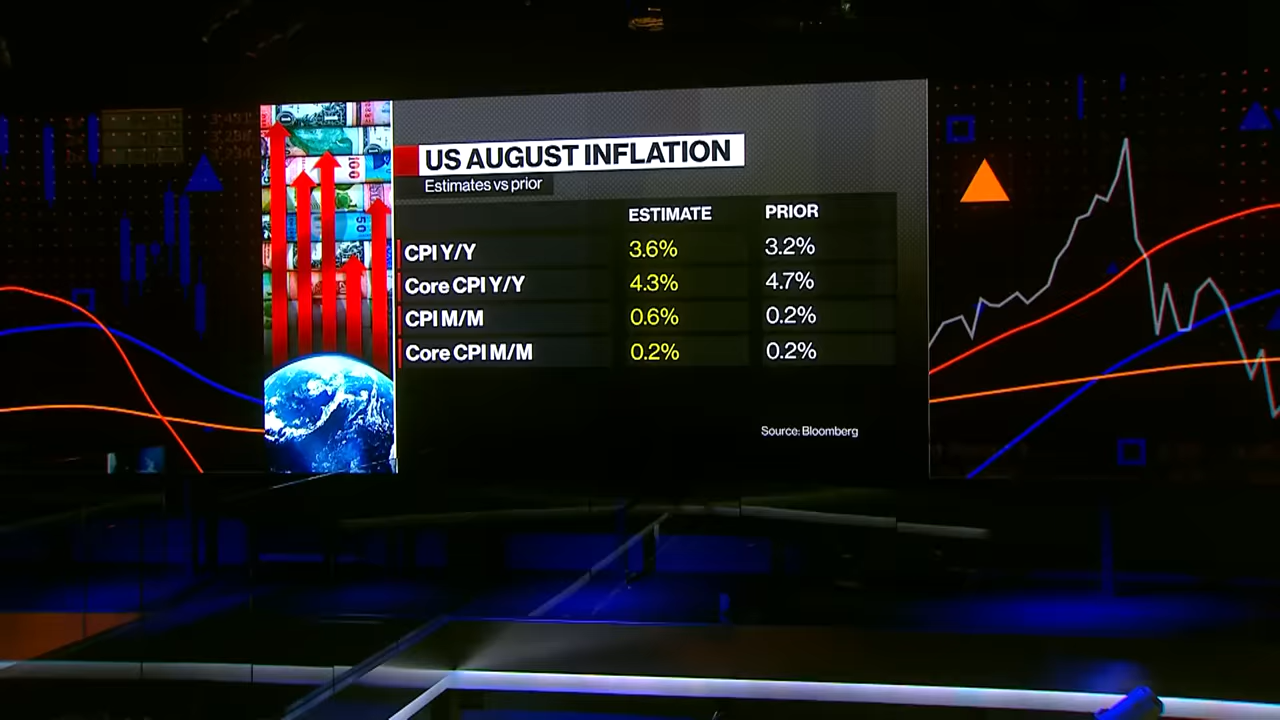 US AUGUST INFLATION
Estimates vs prior
ESTIMATE PRIOR
CPI Y/Y 3.6% 3.2%
Core CPI Y/Y 4.3% 4.7%
CPI M/M 0.6% 0.2%
Core CPI M/M 0.2% 0.2%
Source: Bloomberg